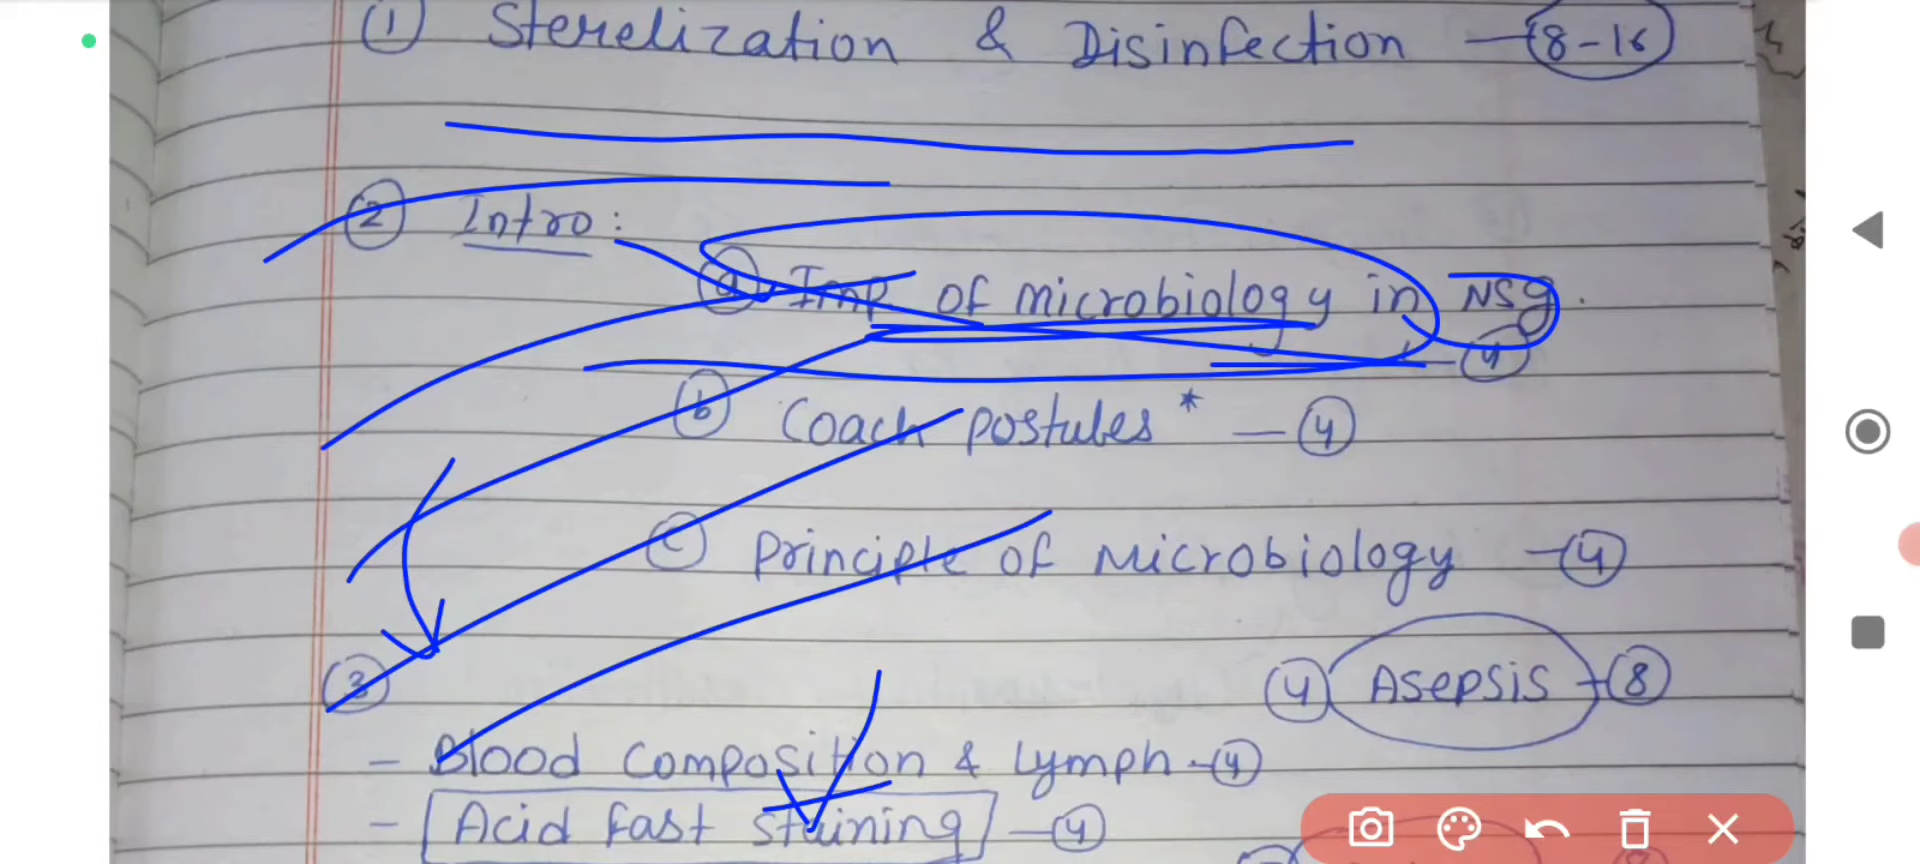 ① Sterelization & Disinfection — 8-16
② Intro:
ⓐ Imp of microbiology in NSg.
— ④
ⓑ Coach postules * — ④
ⓒ Principle of Microbiology — ④
③
④ Asepsis — ⑧
- Blood Composition & Lymph - ④
- Acid fast staining — ④